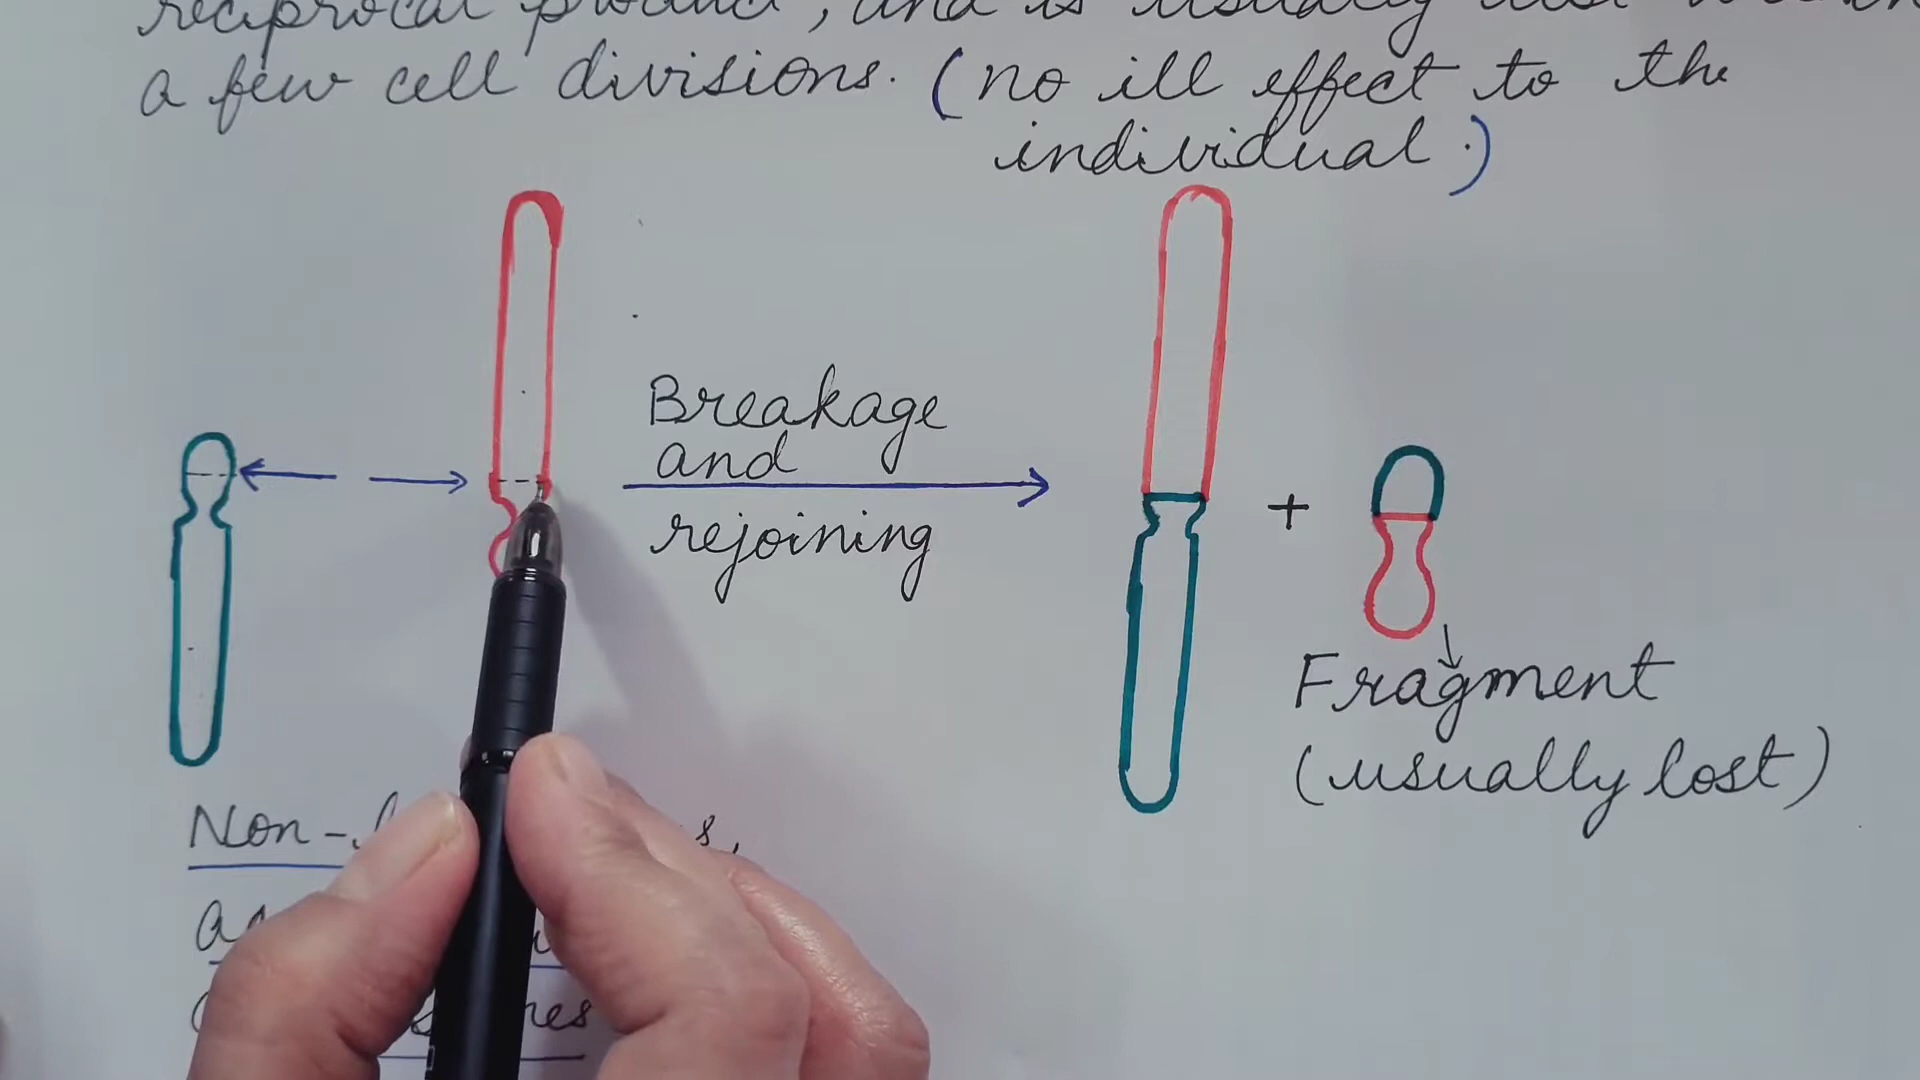 reciprocal product, and is usually lost within
a few cell divisions. (no ill effect to the
individual.)
Breakage
and
rejoining
+
Fragment
(usually lost)
Non-